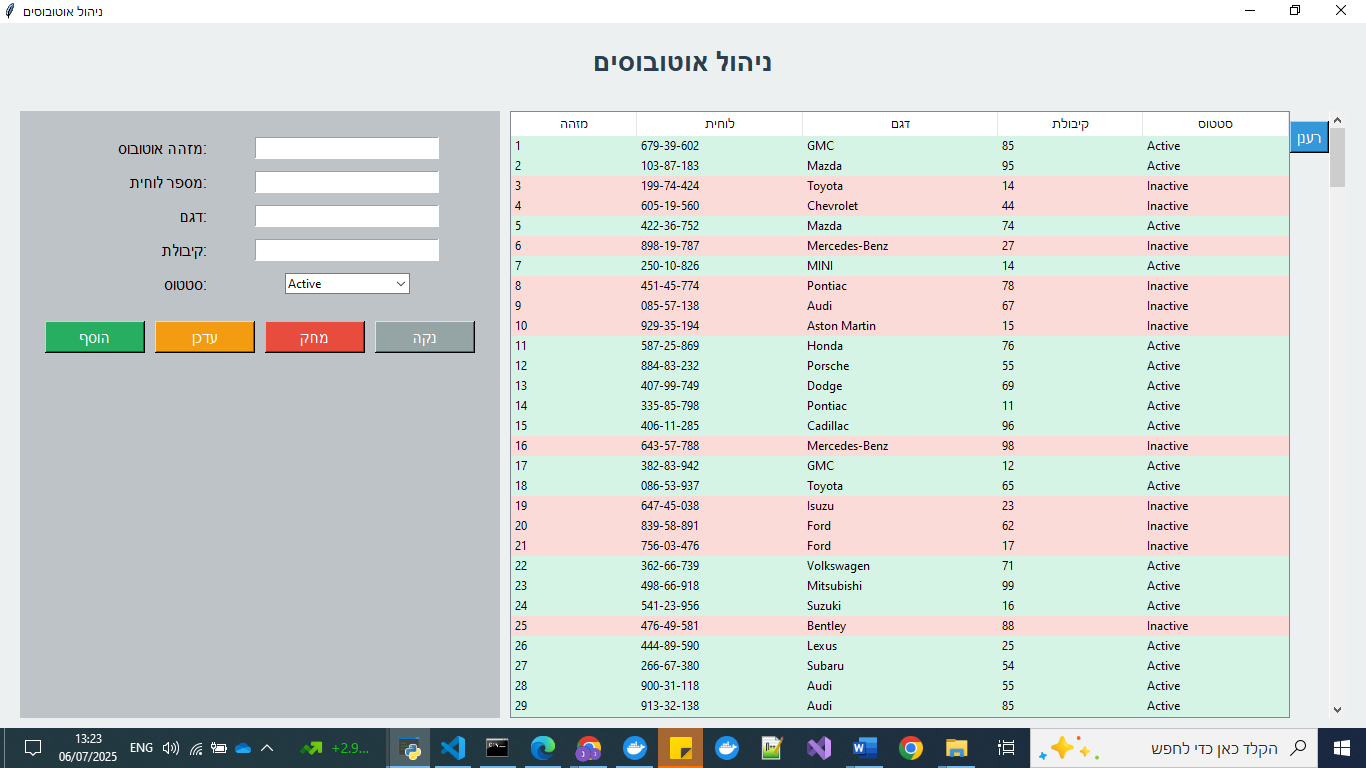 ניהול אוטובוסים
ניהול אוטובוסים
מזהה אוטובוס:
מספר לוחית:
דגם:
קיבולת:
סטטוס: Active
הוסף עדכן מחק נקה
מזהה לוחית דגם קיבולת סטטוס
רענן
1 679-39-602 GMC 85 Active
2 103-87-183 Mazda 95 Active
3 199-74-424 Toyota 14 Inactive
4 605-19-560 Chevrolet 44 Inactive
5 422-36-752 Mazda 74 Active
6 898-19-787 Mercedes-Benz 27 Inactive
7 250-10-826 MINI 14 Active
8 451-45-774 Pontiac 78 Inactive
9 085-57-138 Audi 67 Inactive
10 929-35-194 Aston Martin 15 Inactive
11 587-25-869 Honda 76 Active
12 884-83-232 Porsche 55 Active
13 407-99-749 Dodge 69 Active
14 335-85-798 Pontiac 11 Active
15 406-11-285 Cadillac 96 Active
16 643-57-788 Mercedes-Benz 98 Inactive
17 382-83-942 GMC 12 Active
18 086-53-937 Toyota 65 Active
19 647-45-038 Isuzu 23 Inactive
20 839-58-891 Ford 62 Inactive
21 756-03-476 Ford 17 Inactive
22 362-66-739 Volkswagen 71 Active
23 498-66-918 Mitsubishi 99 Active
24 541-23-956 Suzuki 16 Active
25 476-49-581 Bentley 88 Inactive
26 444-89-590 Lexus 25 Active
27 266-67-380 Subaru 54 Active
28 900-31-118 Audi 55 Active
29 913-32-138 Audi 85 Active
13:23
06/07/2025
ENG
+2.9...
הקלד כאן כדי לחפש